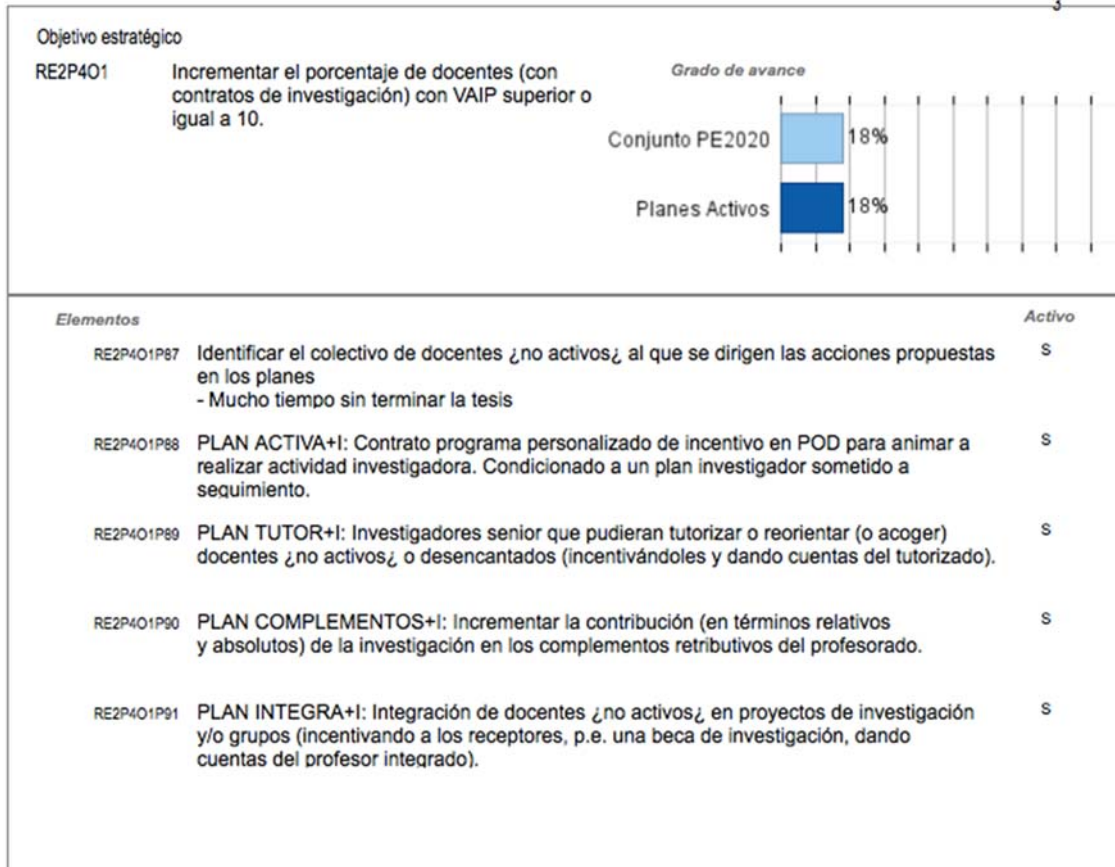 3
Objetivo estratégico
RE2P4O1 Incrementar el porcentaje de docentes (con
contratos de investigación) con VAIP superior o
igual a 10.
Grado de avance
Conjunto PE2020 18%
Planes Activos 18%
Elementos Activo
RE2P4O1P87 Identificar el colectivo de docentes ¿no activos¿ al que se dirigen las acciones propuestas S
en los planes
- Mucho tiempo sin terminar la tesis
RE2P4O1P88 PLAN ACTIVA+I: Contrato programa personalizado de incentivo en POD para animar a S
realizar actividad investigadora. Condicionado a un plan investigador sometido a
seguimiento.
RE2P4O1P89 PLAN TUTOR+I: Investigadores senior que pudieran tutorizar o reorientar (o acoger) S
docentes ¿no activos¿ o desencantados (incentivándoles y dando cuentas del tutorizado).
RE2P4O1P90 PLAN COMPLEMENTOS+I: Incrementar la contribución (en términos relativos S
y absolutos) de la investigación en los complementos retributivos del profesorado.
RE2P4O1P91 PLAN INTEGRA+I: Integración de docentes ¿no activos¿ en proyectos de investigación S
y/o grupos (incentivando a los receptores, p.e. una beca de investigación, dando
cuentas del profesor integrado).